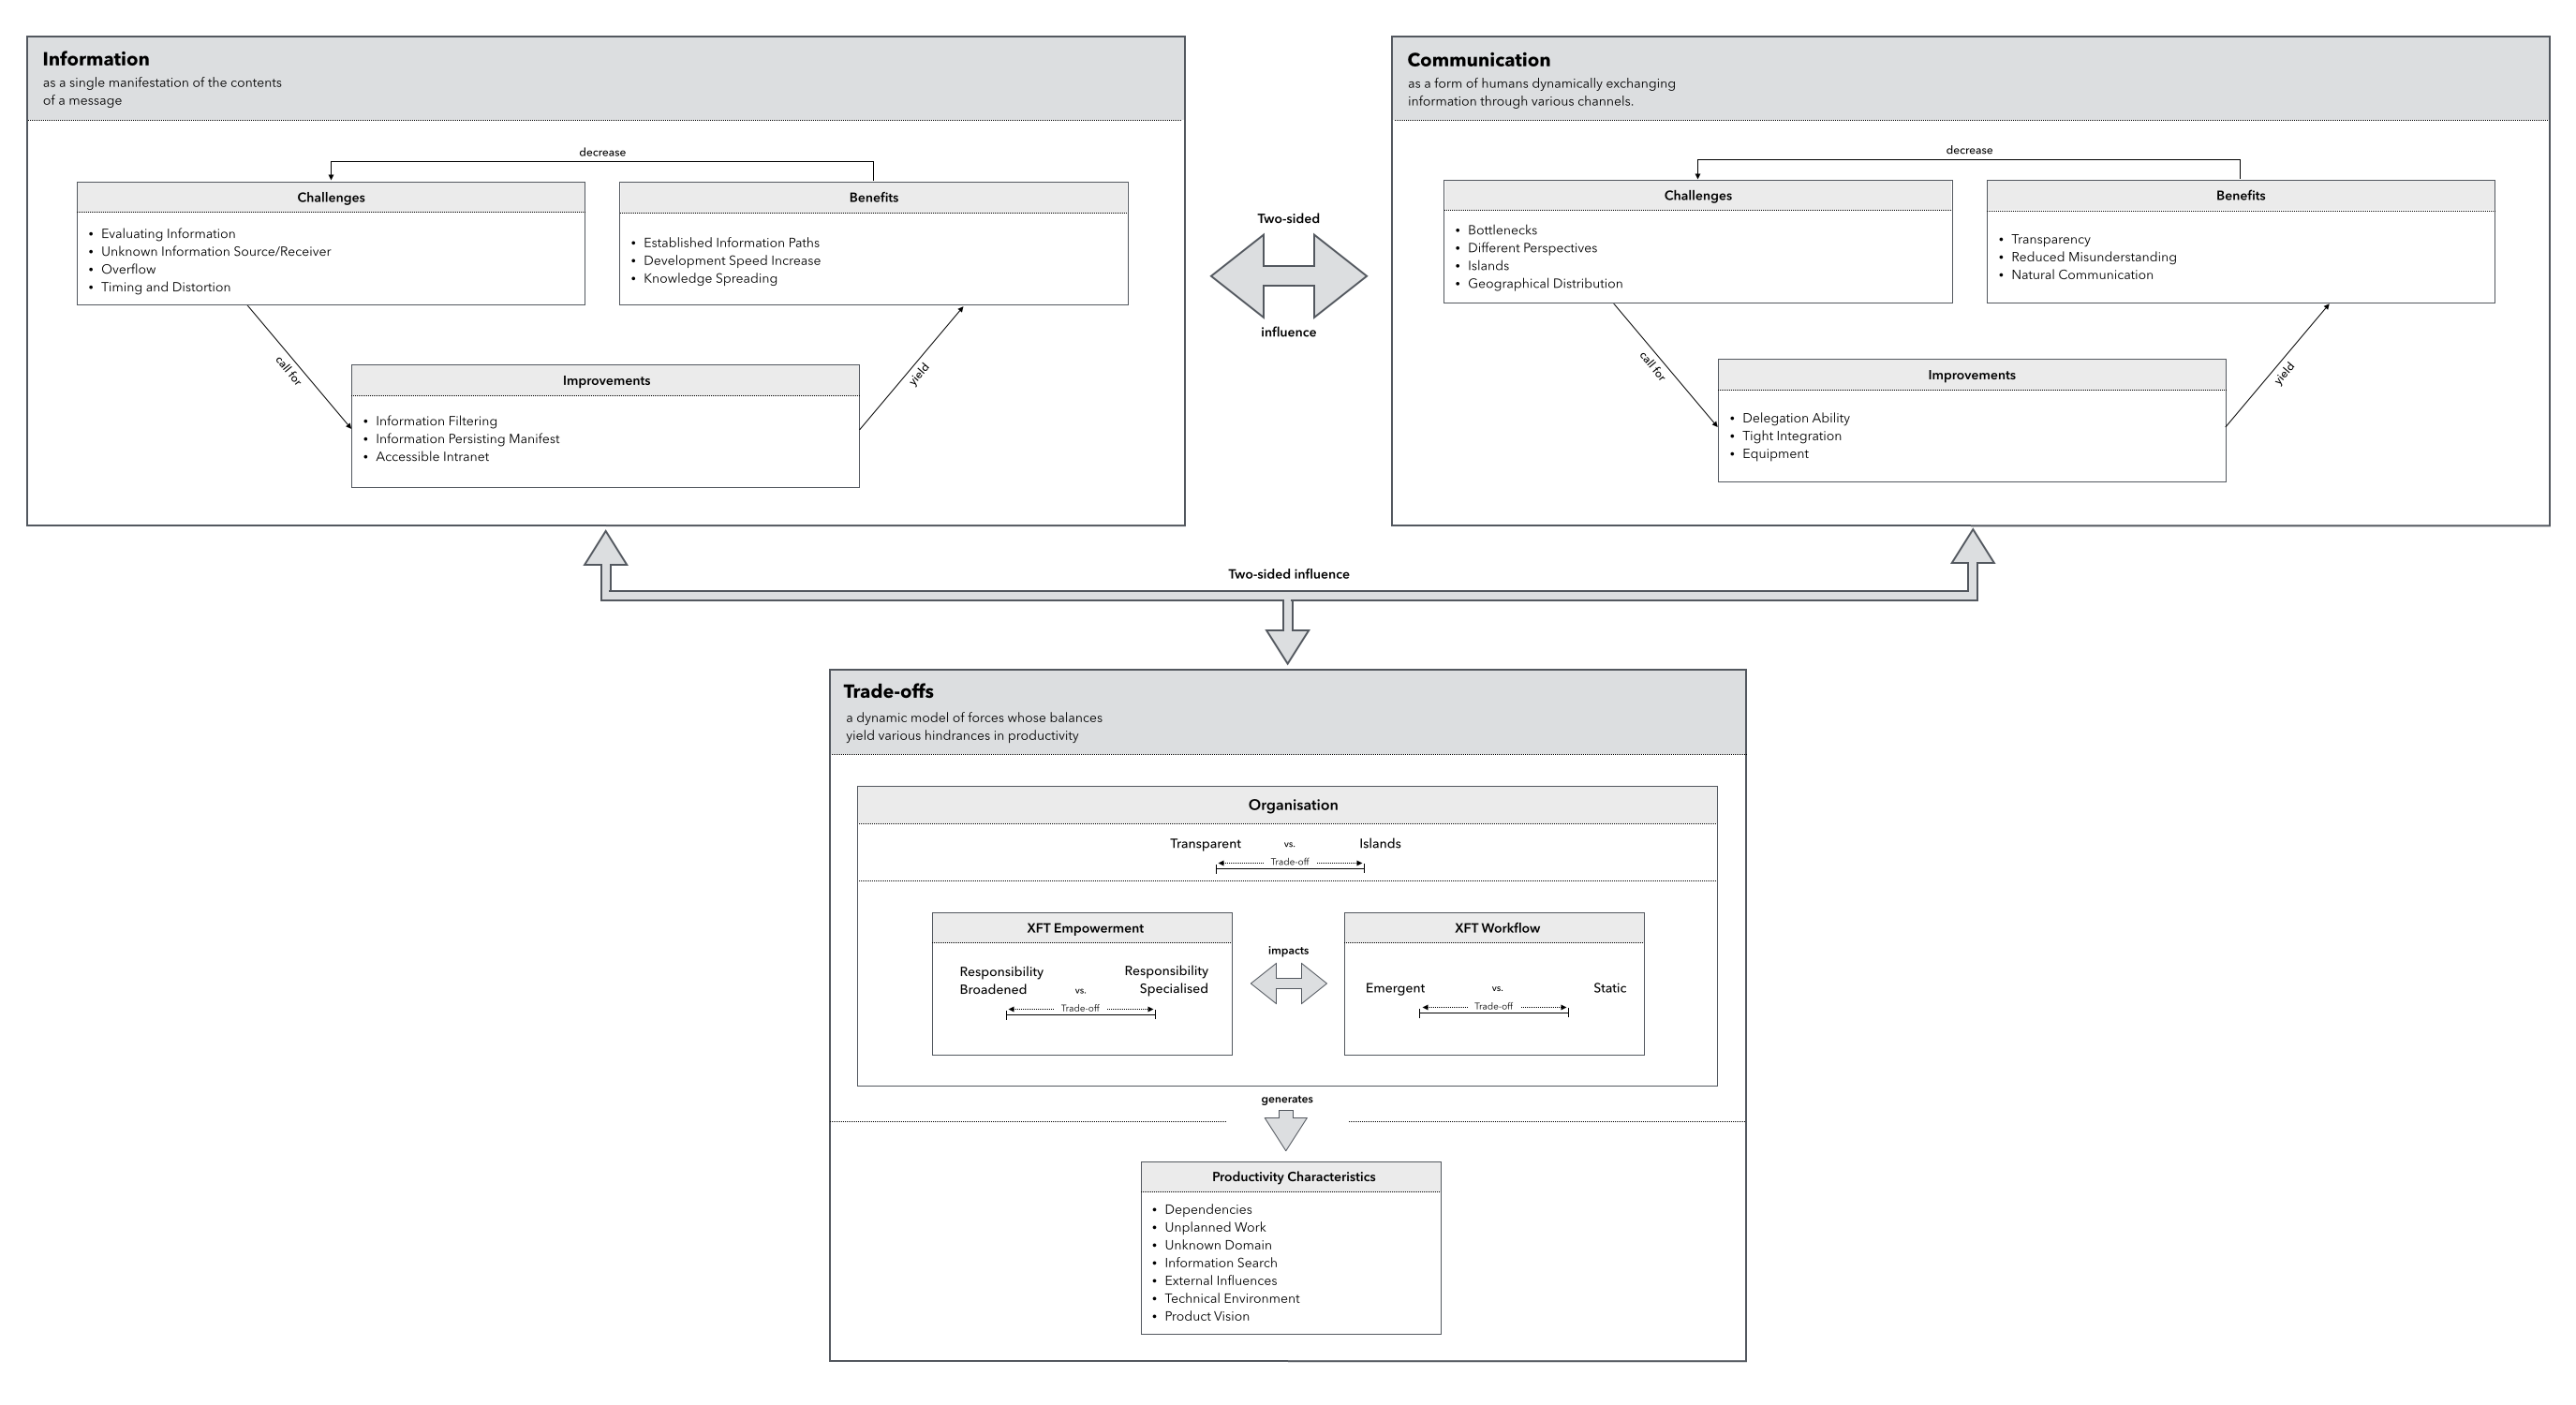 Information
as a single manifestation of the contents
of a message
decrease
Challenges
• Evaluating Information
• Unknown Information Source/Receiver
• Overflow
• Timing and Distortion
Benefits
• Established Information Paths
• Development Speed Increase
• Knowledge Spreading
call for
yield
Improvements
• Information Filtering
• Information Persisting Manifest
• Accessible Intranet
Two-sided
influence
Communication
as a form of humans dynamically exchanging
information through various channels.
decrease
Challenges
• Bottlenecks
• Different Perspectives
• Islands
• Geographical Distribution
Benefits
• Transparency
• Reduced Misunderstanding
• Natural Communication
call for
yield
Improvements
• Delegation Ability
• Tight Integration
• Equipment
Two-sided influence
Trade-offs
a dynamic model of forces whose balances
yield various hindrances in productivity
Organisation
Transparent vs. Islands
Trade-off
XFT Empowerment
Responsibility
Broadened
vs.
Responsibility
Specialised
Trade-off
impacts
XFT Workflow
Emergent vs. Static
Trade-off
generates
Productivity Characteristics
• Dependencies
• Unplanned Work
• Unknown Domain
• Information Search
• External Influences
• Technical Environment
• Product Vision